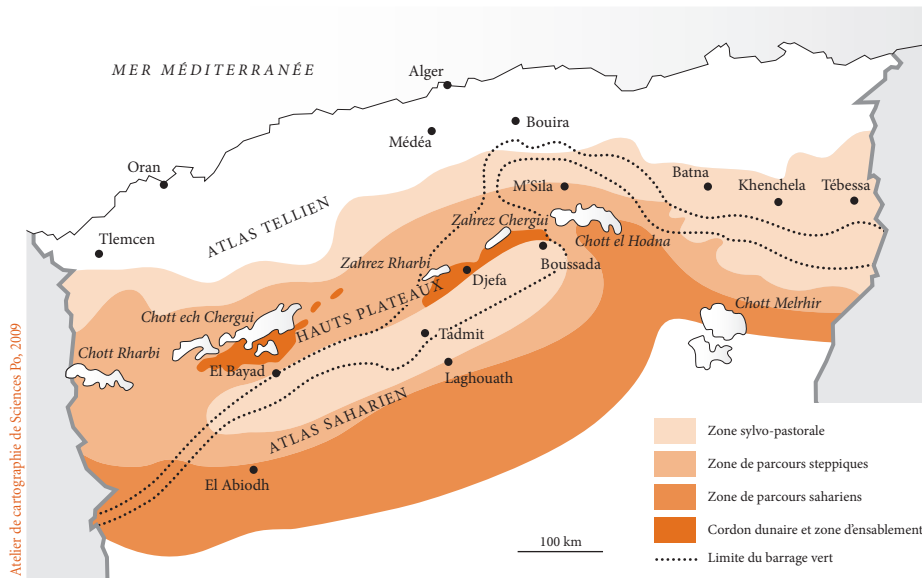 MER MÉDITERRANÉE
Alger
Bouira
Médéa
Oran
M'Sila
Batna
Khenchela
Tébessa
ATLAS TELLIEN
Tlemcen
Zahrez Chergui
Chott el Hodna
Boussada
Zahrez Rharbi
Djefa
HAUTS PLATEAUX
Chott ech Chergui
Chott Melrhir
Chott Rharbi
Tadmit
El Bayad
Laghouath
ATLAS SAHARIEN
El Abiodh
Zone sylvo-pastorale
Zone de parcours steppiques
Zone de parcours sahariens
Cordon dunaire et zone d'ensablement
Limite du barrage vert
100 km
Atelier de cartographie de Sciences Po, 2009